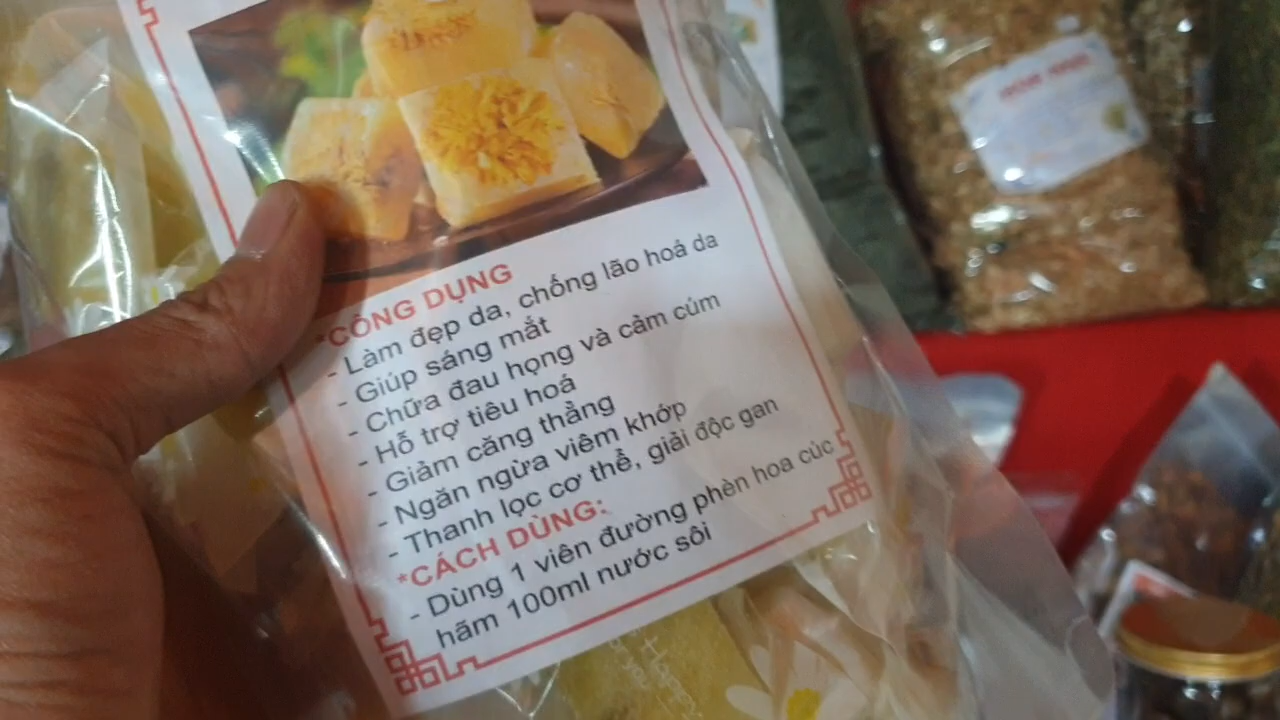 *CÔNG DỤNG
- Làm đẹp da, chống lão hoá da
- Giúp sáng mắt
- Chữa đau họng và cảm cúm
- Hỗ trợ tiêu hoá
- Giảm căng thẳng
- Ngăn ngừa viêm khớp
- Thanh lọc cơ thể, giải độc gan
*CÁCH DÙNG:
- Dùng 1 viên đường phèn hoa cúc
hãm 100ml nước sôi